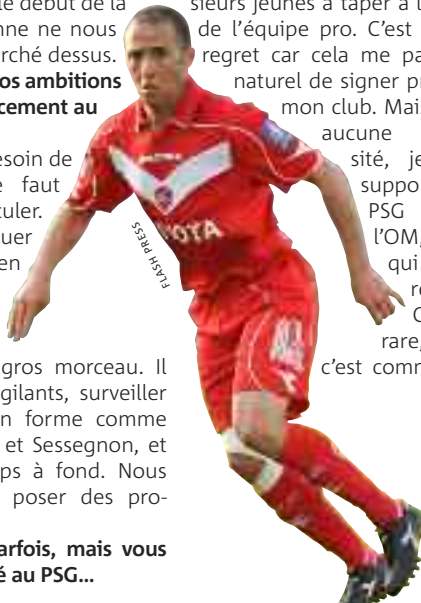 le début de la
nne ne nous
rché dessus.
os ambitions
cement au
esoin de
faut
culer.
uer
en
gros morceau. Il
gilants, surveiller
n forme comme
et Sessegnon, et
ps à fond. Nous
poser des pro-
arfois, mais vous
é au PSG...
sieurs jeunes à taper à l
de l'équipe pro. C'est
regret car cela me pa
naturel de signer pr
mon club. Mais
aucune
sité, je
suppo
PSG
l'OM,
qui
re
C
rare,
c'est comm
FLASH PRESS